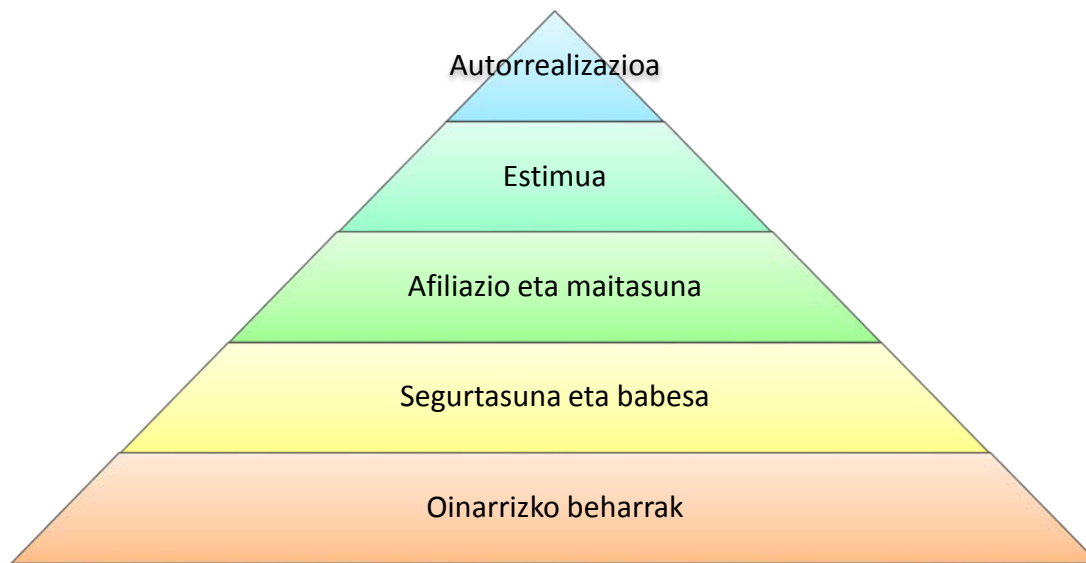 Autorrealizazioa
Estimua
Afiliazio eta maitasuna
Segurtasuna eta babesa
Oinarrizko beharrak